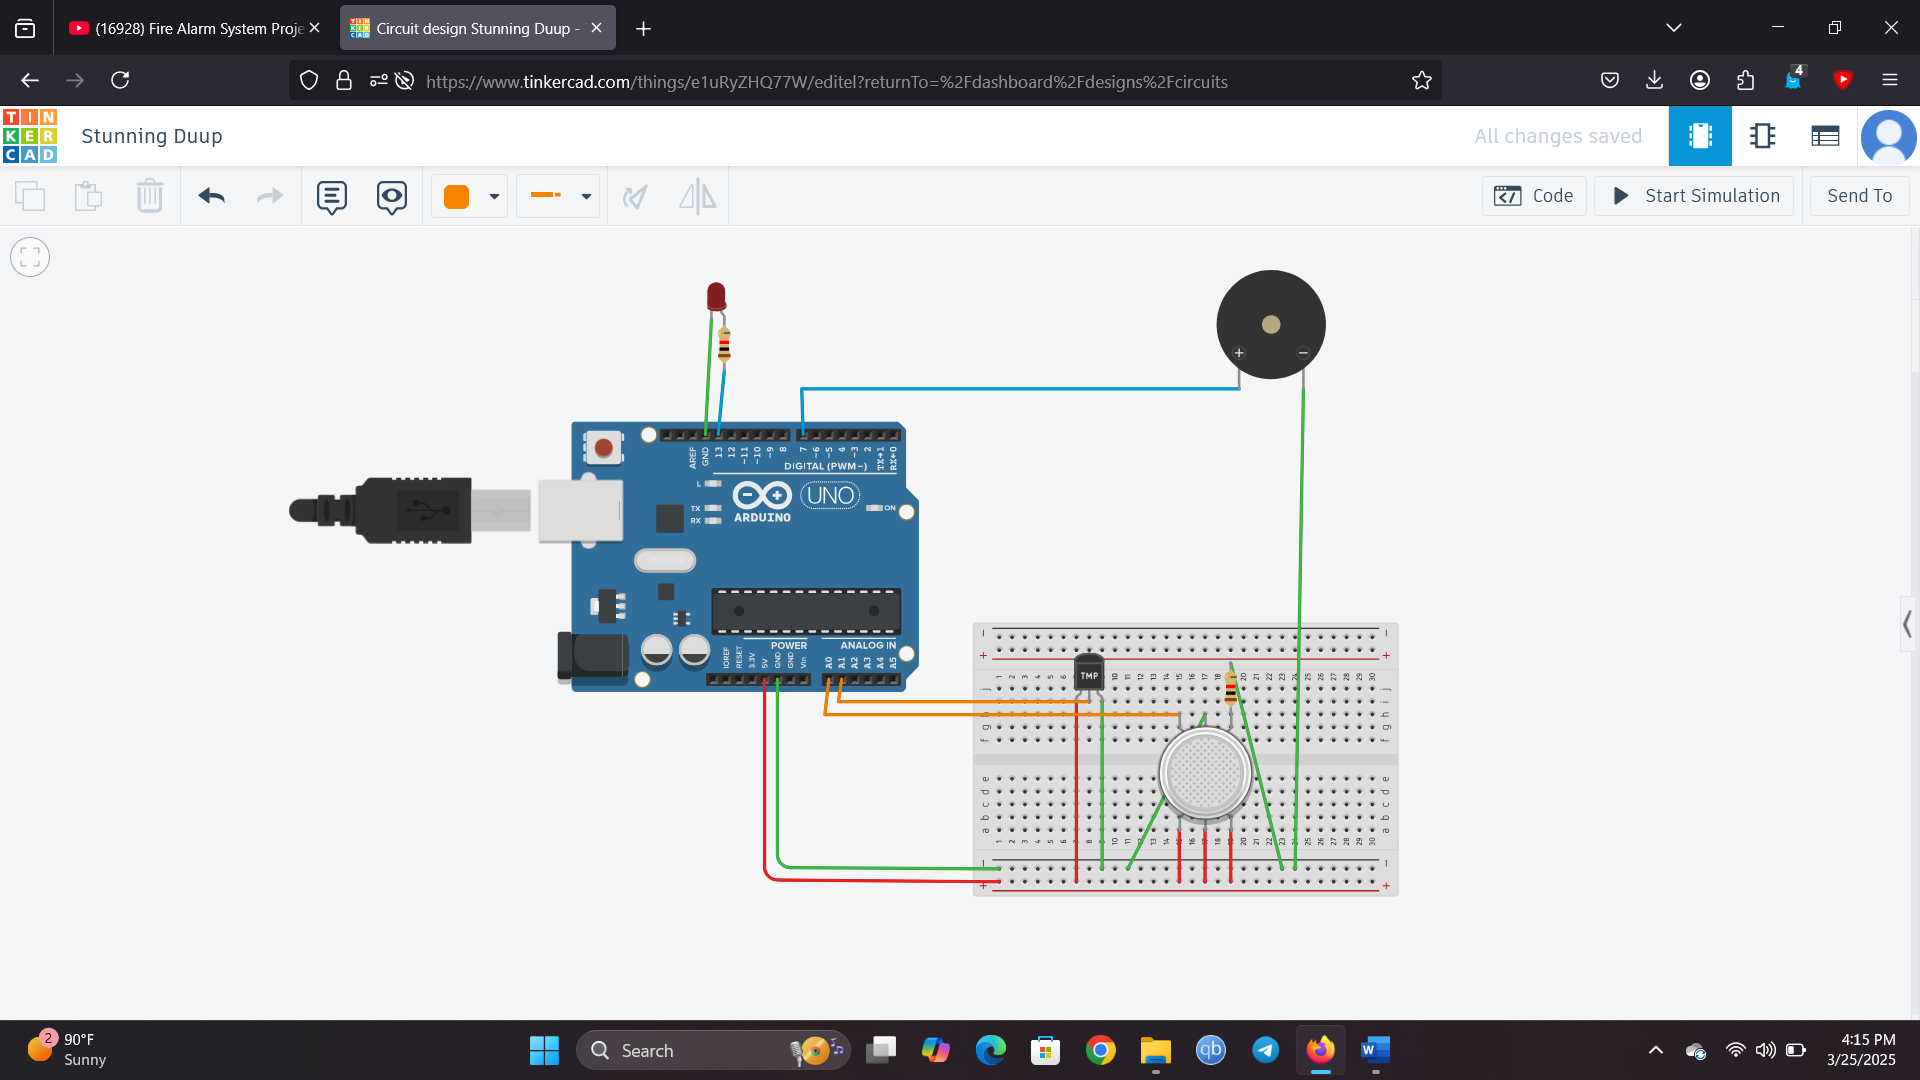 (16928) Fire Alarm System Proje
Circuit design Stunning Duup -
https://www.tinkercad.com/things/e1uRyZHQ77W/editel?returnTo=%2Fdashboard%2Fdesigns%2Fcircuits
4
TIN
KER
CAD
Stunning Duup
All changes saved
Code
Start Simulation
Send To
AREF
GND
13
12
~11
~10
~9
8
7
~6
~5
4
~3
2
TX→1
RX←0
DIGITAL (PWM~)
L
TX
RX
ARDUINO
UNO
ON
POWER
ANALOG IN
IOREF
RESET
3.3V
5V
GND
GND
Vin
A0
A1
A2
A3
A4
A5
TMP
2
90°F
Sunny
Search
4:15 PM
3/25/2025